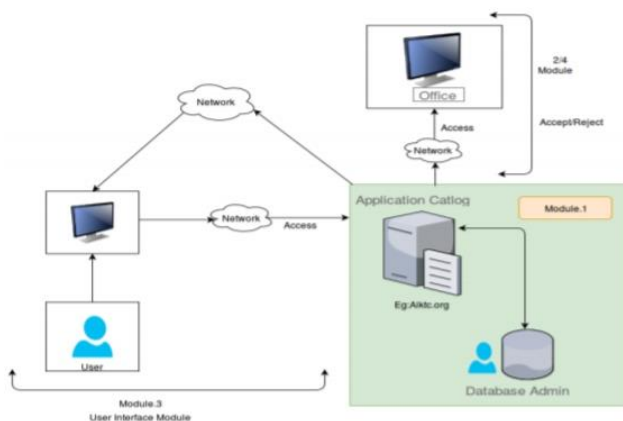 2/4
Module
Office
Network
Access
Accept/Reject
Network
Application Catlog
Module.1
Network
Access
Eg:Aiktc.org
User
Database Admin
Module.3
User Interface Module